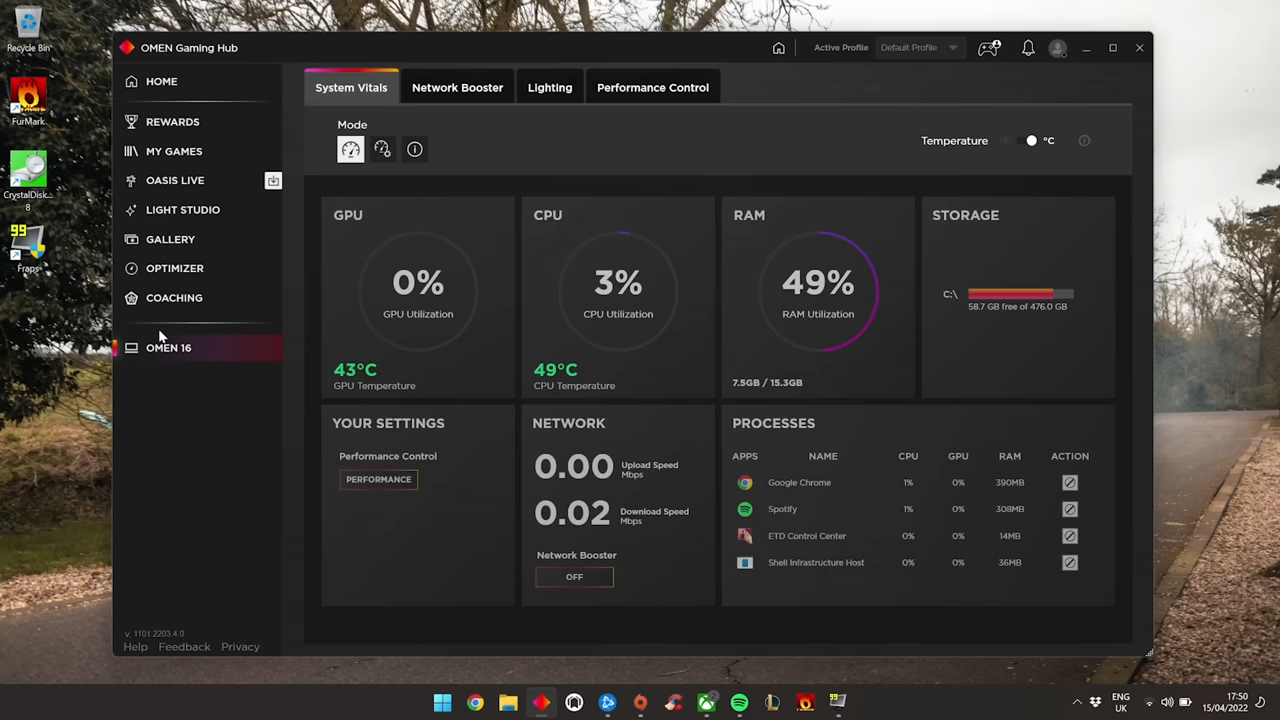 Recycle Bin
FurMark
CrystalDisk...
8
99
Fraps
OMEN Gaming Hub
Active Profile
Default Profile
HOME
REWARDS
MY GAMES
OASIS LIVE
LIGHT STUDIO
GALLERY
OPTIMIZER
COACHING
OMEN 16
v. 1101.2203.4.0
Help Feedback Privacy
System Vitals
Network Booster
Lighting
Performance Control
Mode
Temperature
°C
GPU
0%
GPU Utilization
43°C
GPU Temperature
CPU
3%
CPU Utilization
49°C
CPU Temperature
RAM
49%
RAM Utilization
7.5GB / 15.3GB
STORAGE
C:\
58.7 GB free of 476.0 GB
YOUR SETTINGS
Performance Control
PERFORMANCE
NETWORK
0.00 Upload Speed
Mbps
0.02 Download Speed
Mbps
Network Booster
OFF
PROCESSES
APPS NAME CPU GPU RAM ACTION
Google Chrome 1% 0% 390MB
Spotify 1% 0% 308MB
ETD Control Center 0% 0% 14MB
Shell Infrastructure Host 0% 0% 36MB
99
ENG
UK
17:50
15/04/2022